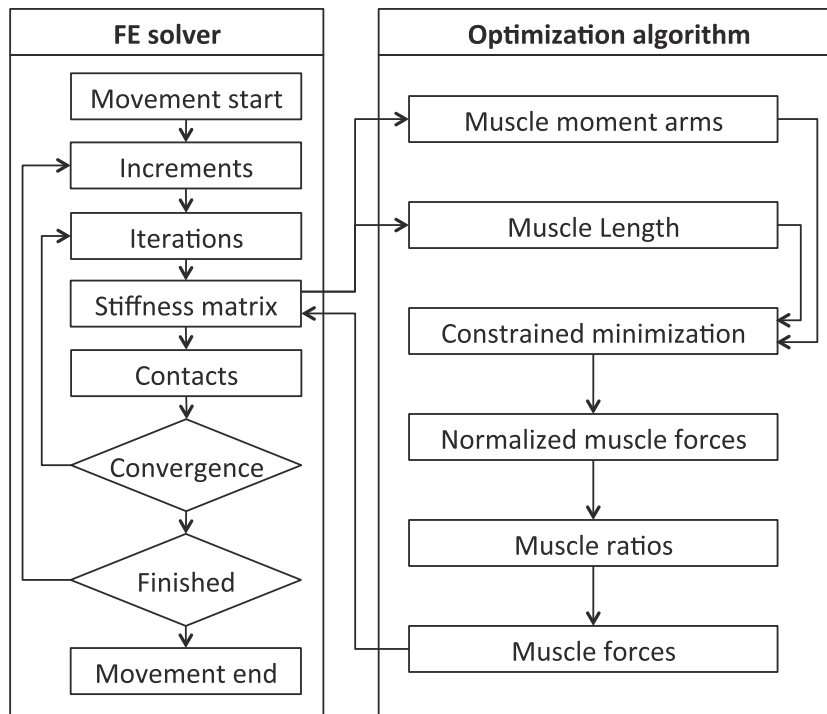 FE solver
Movement start
Increments
Iterations
Stiffness matrix
Contacts
Convergence
Finished
Movement end
Optimization algorithm
Muscle moment arms
Muscle Length
Constrained minimization
Normalized muscle forces
Muscle ratios
Muscle forces